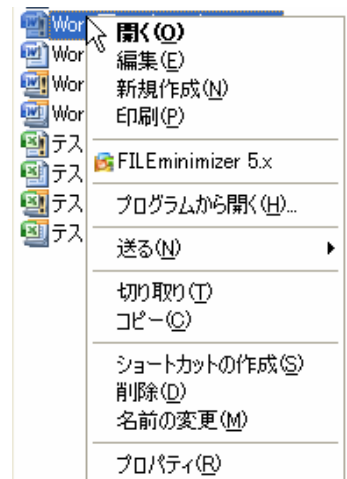 Wor
Wor
Wor
Wor
テス
テス
テス
テス
開く(O)
編集(E)
新規作成(N)
印刷(P)
FILEminimizer 5.x
プログラムから開く(H)...
送る(N)
切り取り(T)
コピー(C)
ショートカットの作成(S)
削除(D)
名前の変更(M)
プロパティ(R)